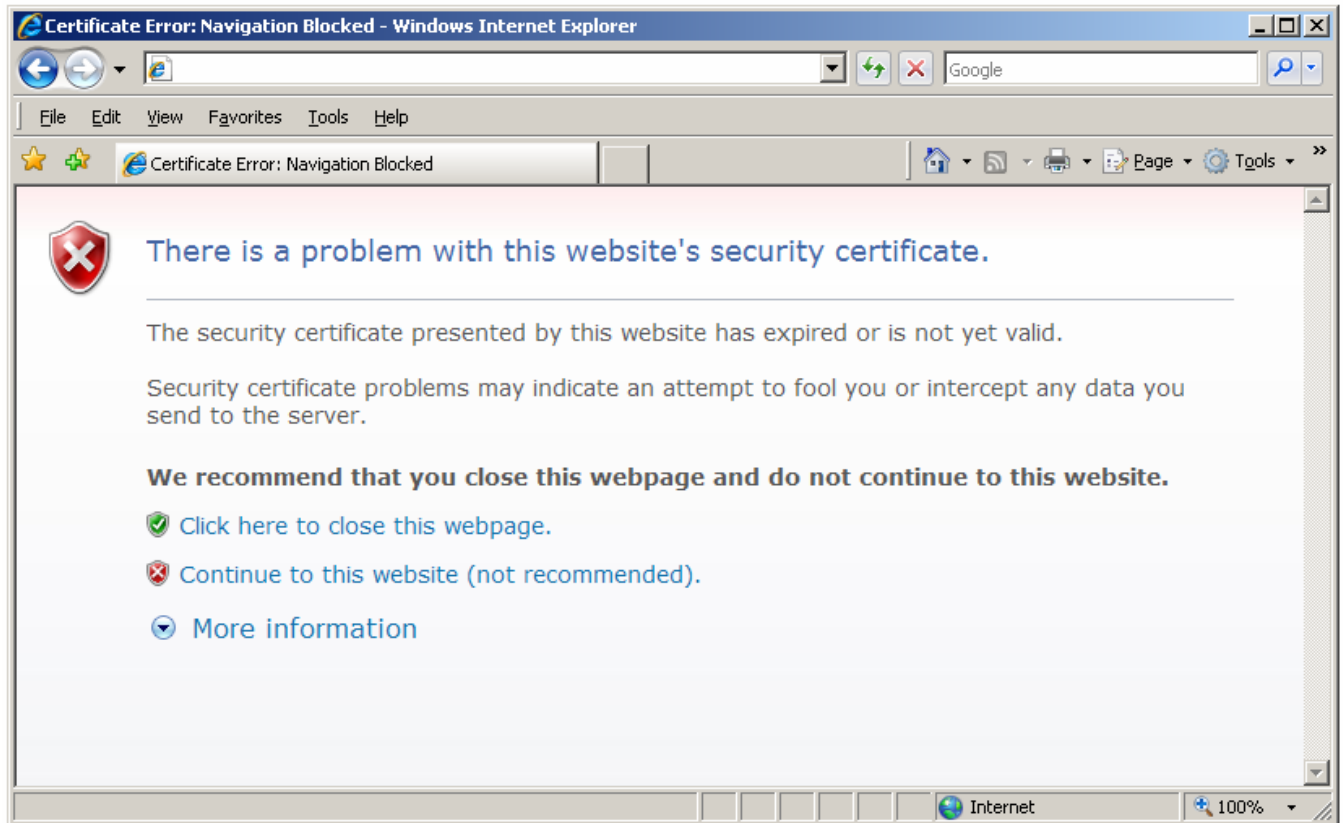 Certificate Error: Navigation Blocked - Windows Internet Explorer
Google
File Edit View Favorites Tools Help
Certificate Error: Navigation Blocked
Page Tools »
There is a problem with this website's security certificate.
The security certificate presented by this website has expired or is not yet valid.
Security certificate problems may indicate an attempt to fool you or intercept any data you
send to the server.
We recommend that you close this webpage and do not continue to this website.
Click here to close this webpage.
Continue to this website (not recommended).
More information
Internet 100%